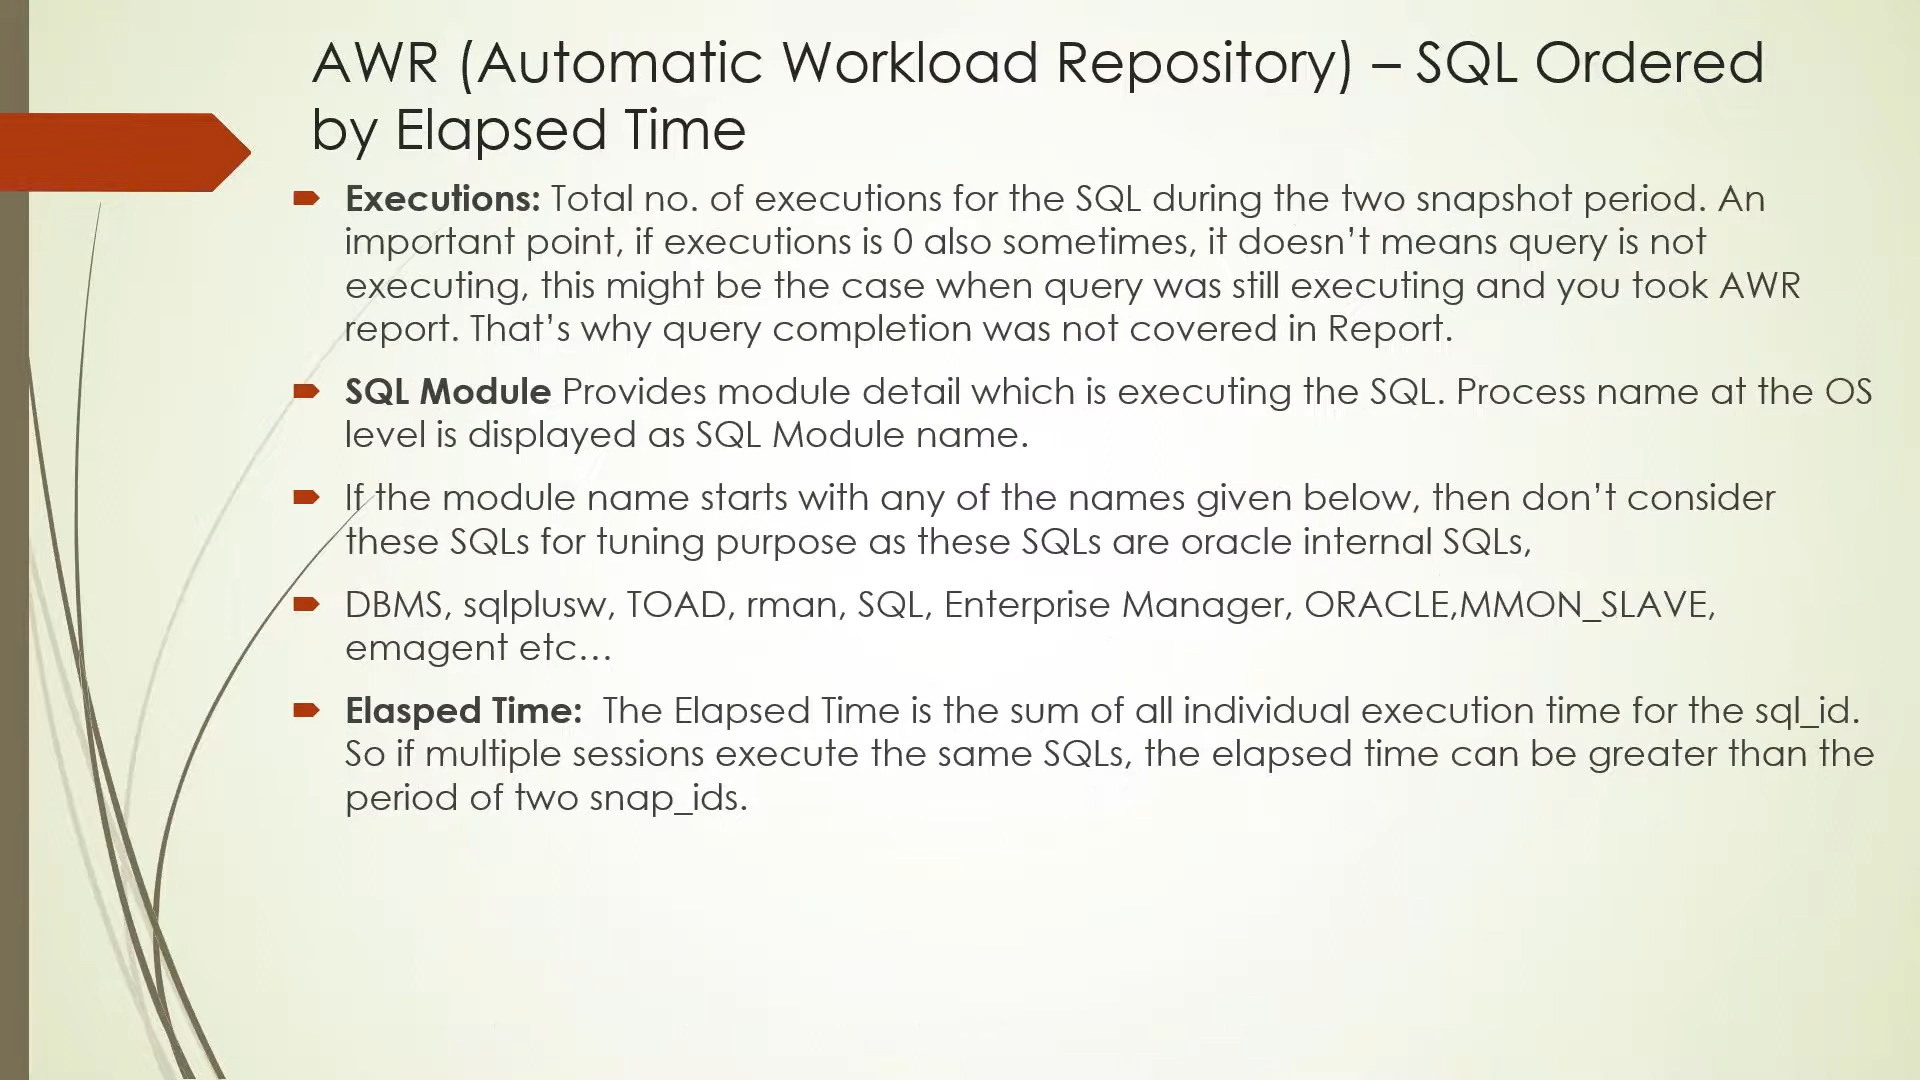 AWR (Automatic Workload Repository) – SQL Ordered
by Elapsed Time
Executions: Total no. of executions for the SQL during the two snapshot period. An
important point, if executions is 0 also sometimes, it doesn’t means query is not
executing, this might be the case when query was still executing and you took AWR
report. That’s why query completion was not covered in Report.
SQL Module Provides module detail which is executing the SQL. Process name at the OS
level is displayed as SQL Module name.
If the module name starts with any of the names given below, then don’t consider
these SQLs for tuning purpose as these SQLs are oracle internal SQLs,
DBMS, sqlplusw, TOAD, rman, SQL, Enterprise Manager, ORACLE,MMON_SLAVE,
emagent etc…
Elasped Time:  The Elapsed Time is the sum of all individual execution time for the sql_id.
So if multiple sessions execute the same SQLs, the elapsed time can be greater than the
period of two snap_ids.